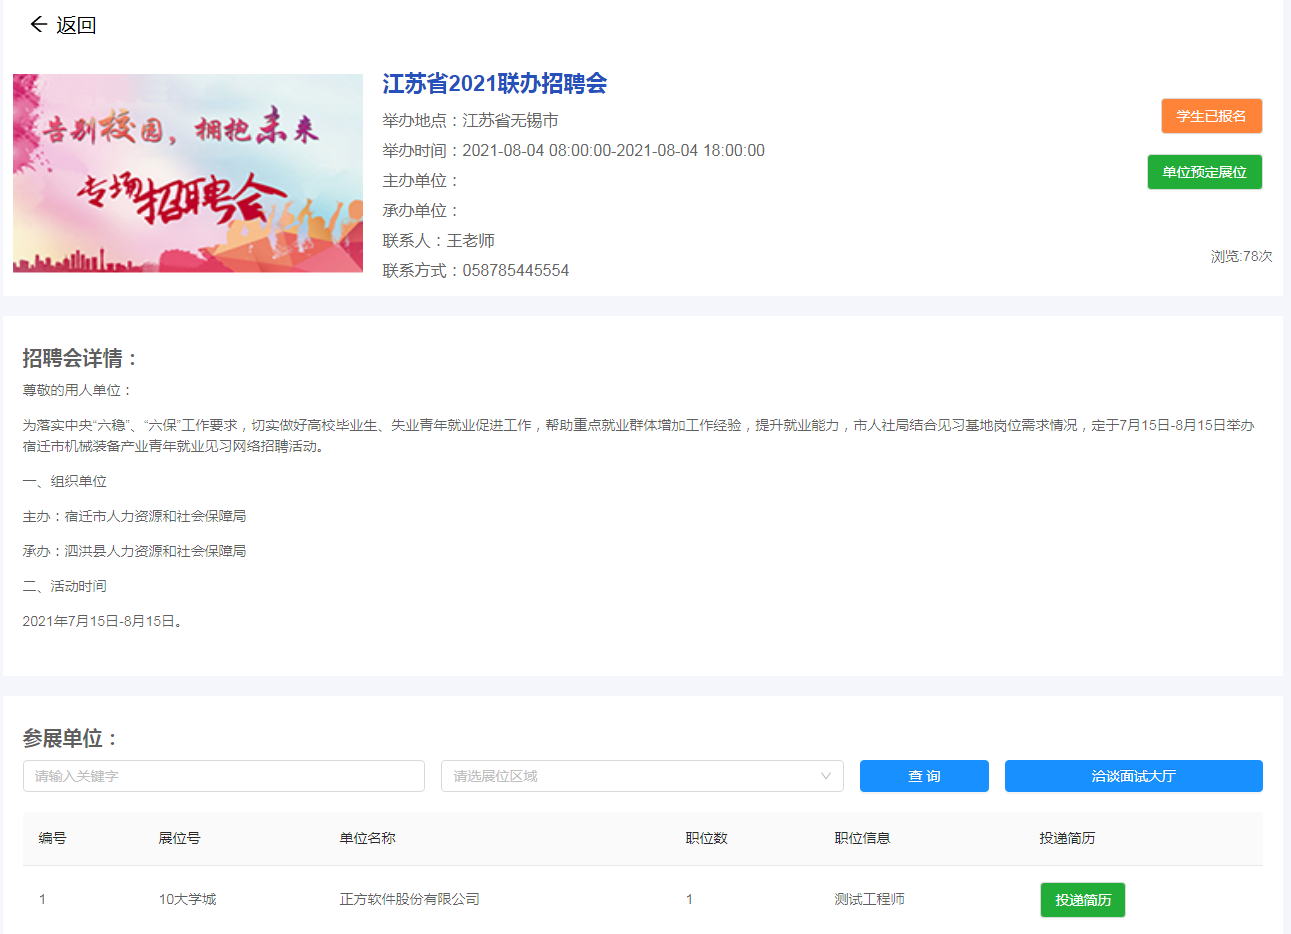 返回
告别校园，拥抱未来
专场招聘会
江苏省2021联办招聘会
举办地点：江苏省无锡市
举办时间：2021-08-04 08:00:00-2021-08-04 18:00:00
主办单位：
承办单位：
联系人：王老师
联系方式：058785445554
学生已报名
单位预定展位
浏览:78次
招聘会详情：
尊敬的用人单位：
为落实中央“六稳”、“六保”工作要求，切实做好高校毕业生、失业青年就业促进工作，帮助重点就业群体增加工作经验，提升就业能力，市人社局结合见习基地岗位需求情况，定于7月15日-8月15日举办
宿迁市机械装备产业青年就业见习网络招聘活动。
一、组织单位
主办：宿迁市人力资源和社会保障局
承办：泗洪县人力资源和社会保障局
二、活动时间
2021年7月15日-8月15日。
参展单位：
请输入关键字 请选展位区域 查 询 洽谈面试大厅
编号 展位号 单位名称 职位数 职位信息 投递简历
1 10大学城 正方软件股份有限公司 1 测试工程师 投递简历